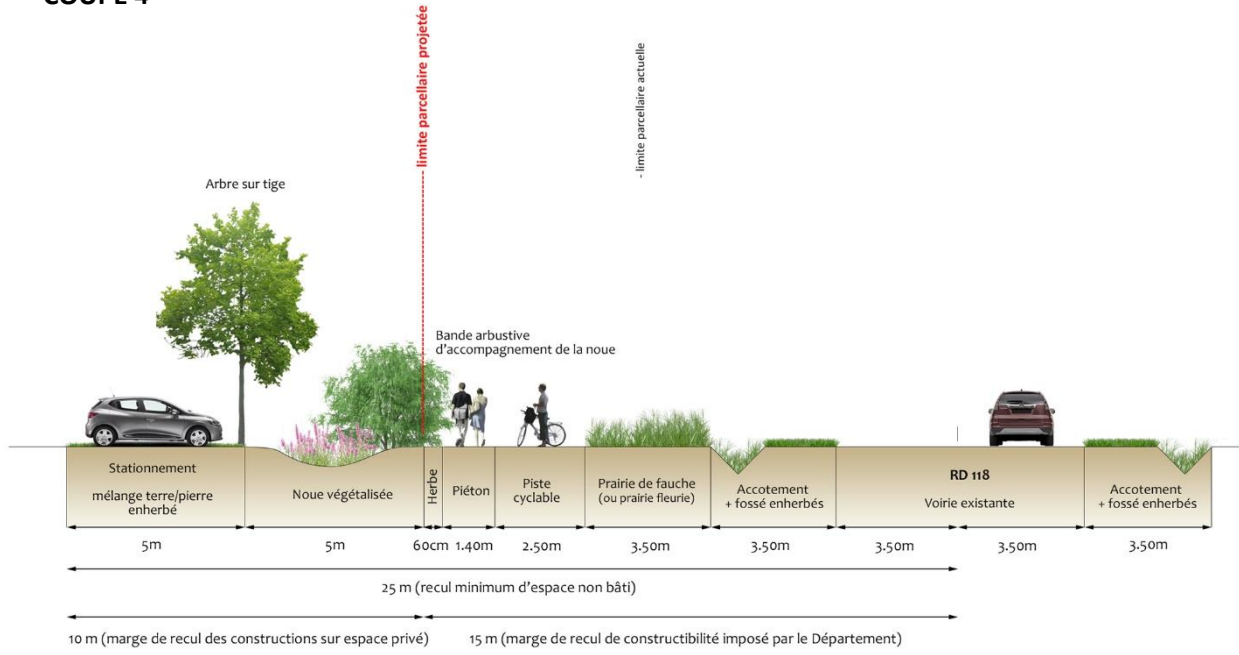 COUPE 4
limite parcellaire projetée
- limite parcellaire actuelle
Arbre sur tige
Bande arbustive
d'accompagnement de la noue
Stationnement
mélange terre/pierre
enherbé
Noue végétalisée
Herbe
Piéton
Piste
cyclable
Prairie de fauche
(ou prairie fleurie)
Accotement
+ fossé enherbés
RD 118
Voirie existante
Accotement
+ fossé enherbés
5m
5m
60cm
1.40m
2.50m
3.50m
3.50m
3.50m
3.50m
3.50m
25 m (recul minimum d'espace non bâti)
10 m (marge de recul des constructions sur espace privé)
15 m (marge de recul de constructibilité imposé par le Département)